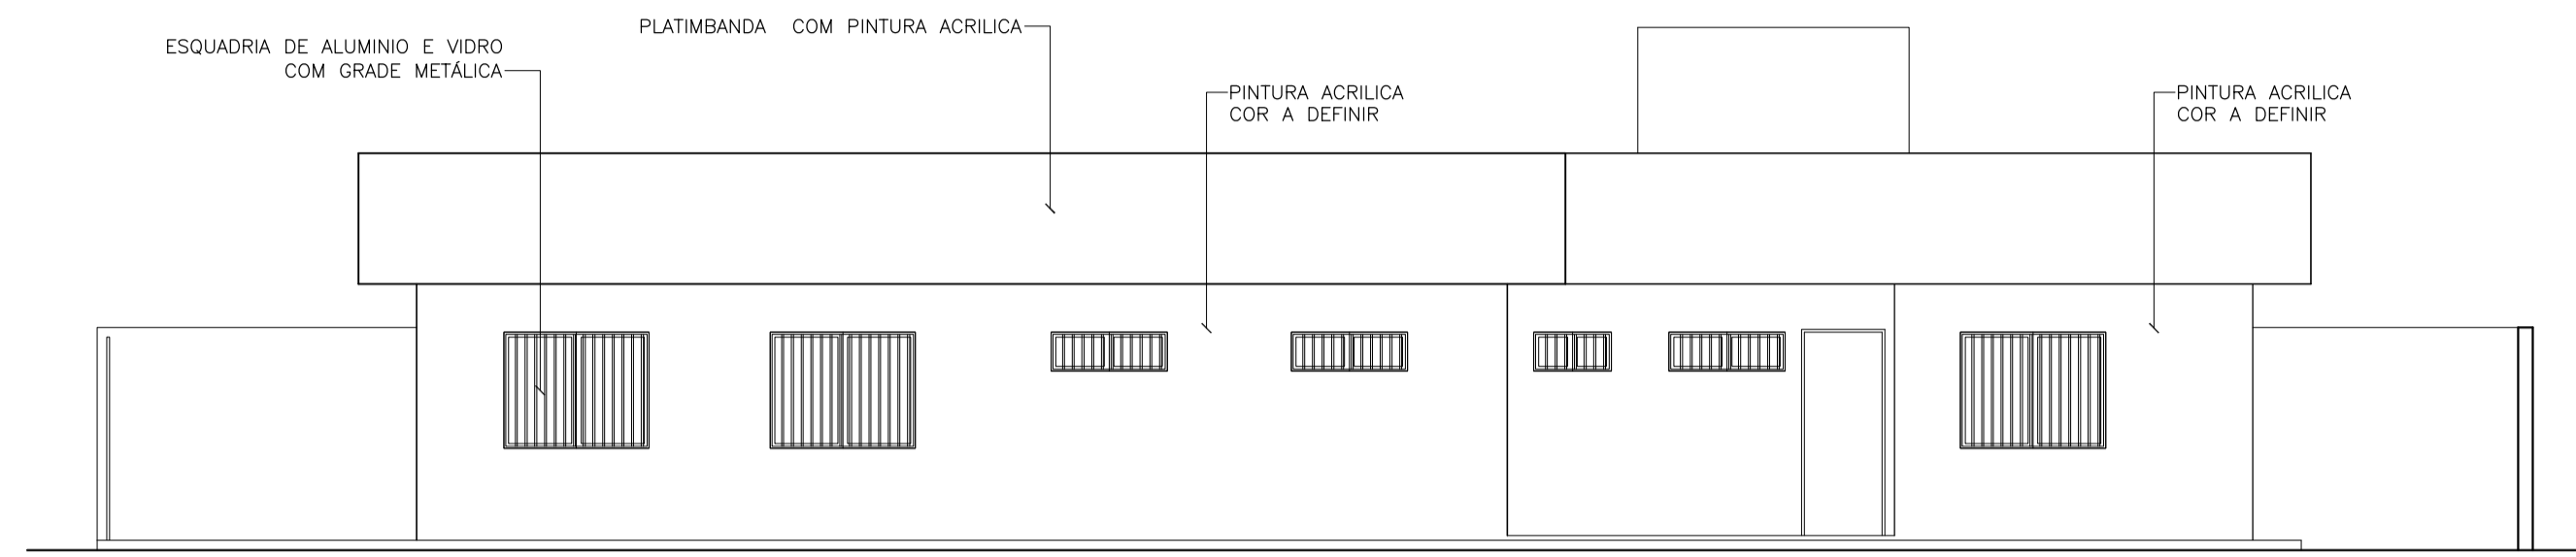 ESQUADRIA DE ALUMINIO E VIDRO
COM GRADE METÁLICA
PLATIMBANDA COM PINTURA ACRILICA
PINTURA ACRILICA
COR A DEFINIR
PINTURA ACRILICA
COR A DEFINIR